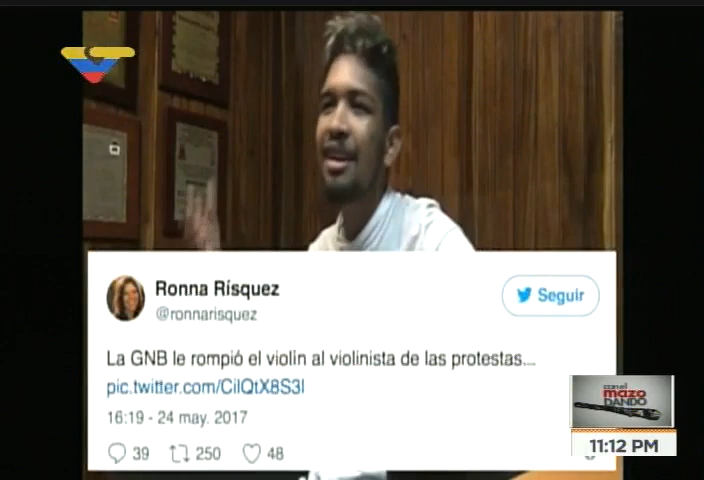 Ronna Rísquez
@ronnarisquez
Seguir
La GNB le rompió el violin al violinista de las protestas...
pic.twitter.com/CilQtX8S3l
16:19 - 24 may. 2017
39 250 48
con el
mazo
DANDO
11:12 PM